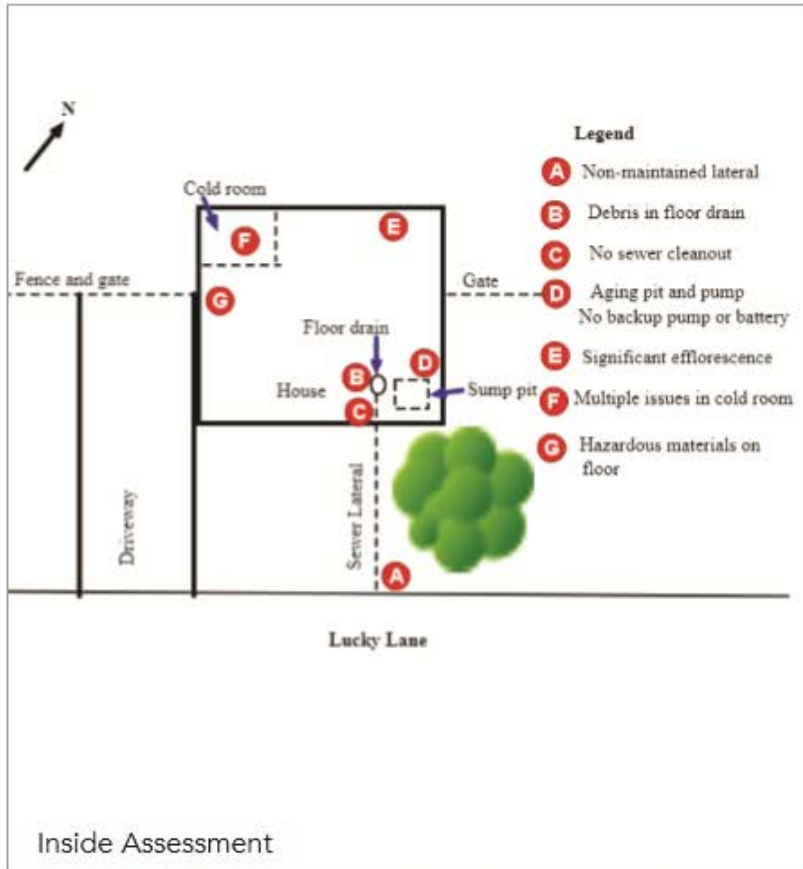 N
Legend
A Non-maintained lateral
Cold room
B Debris in floor drain
F
E
C No sewer cleanout
Fence and gate
G
Gate
D Aging pit and pump
No backup pump or battery
Floor drain
D
E Significant efflorescence
B
House
Sump pit
F Multiple issues in cold room
C
G Hazardous materials on
floor
Driveway
Sewer Lateral
A
Lucky Lane
Inside Assessment